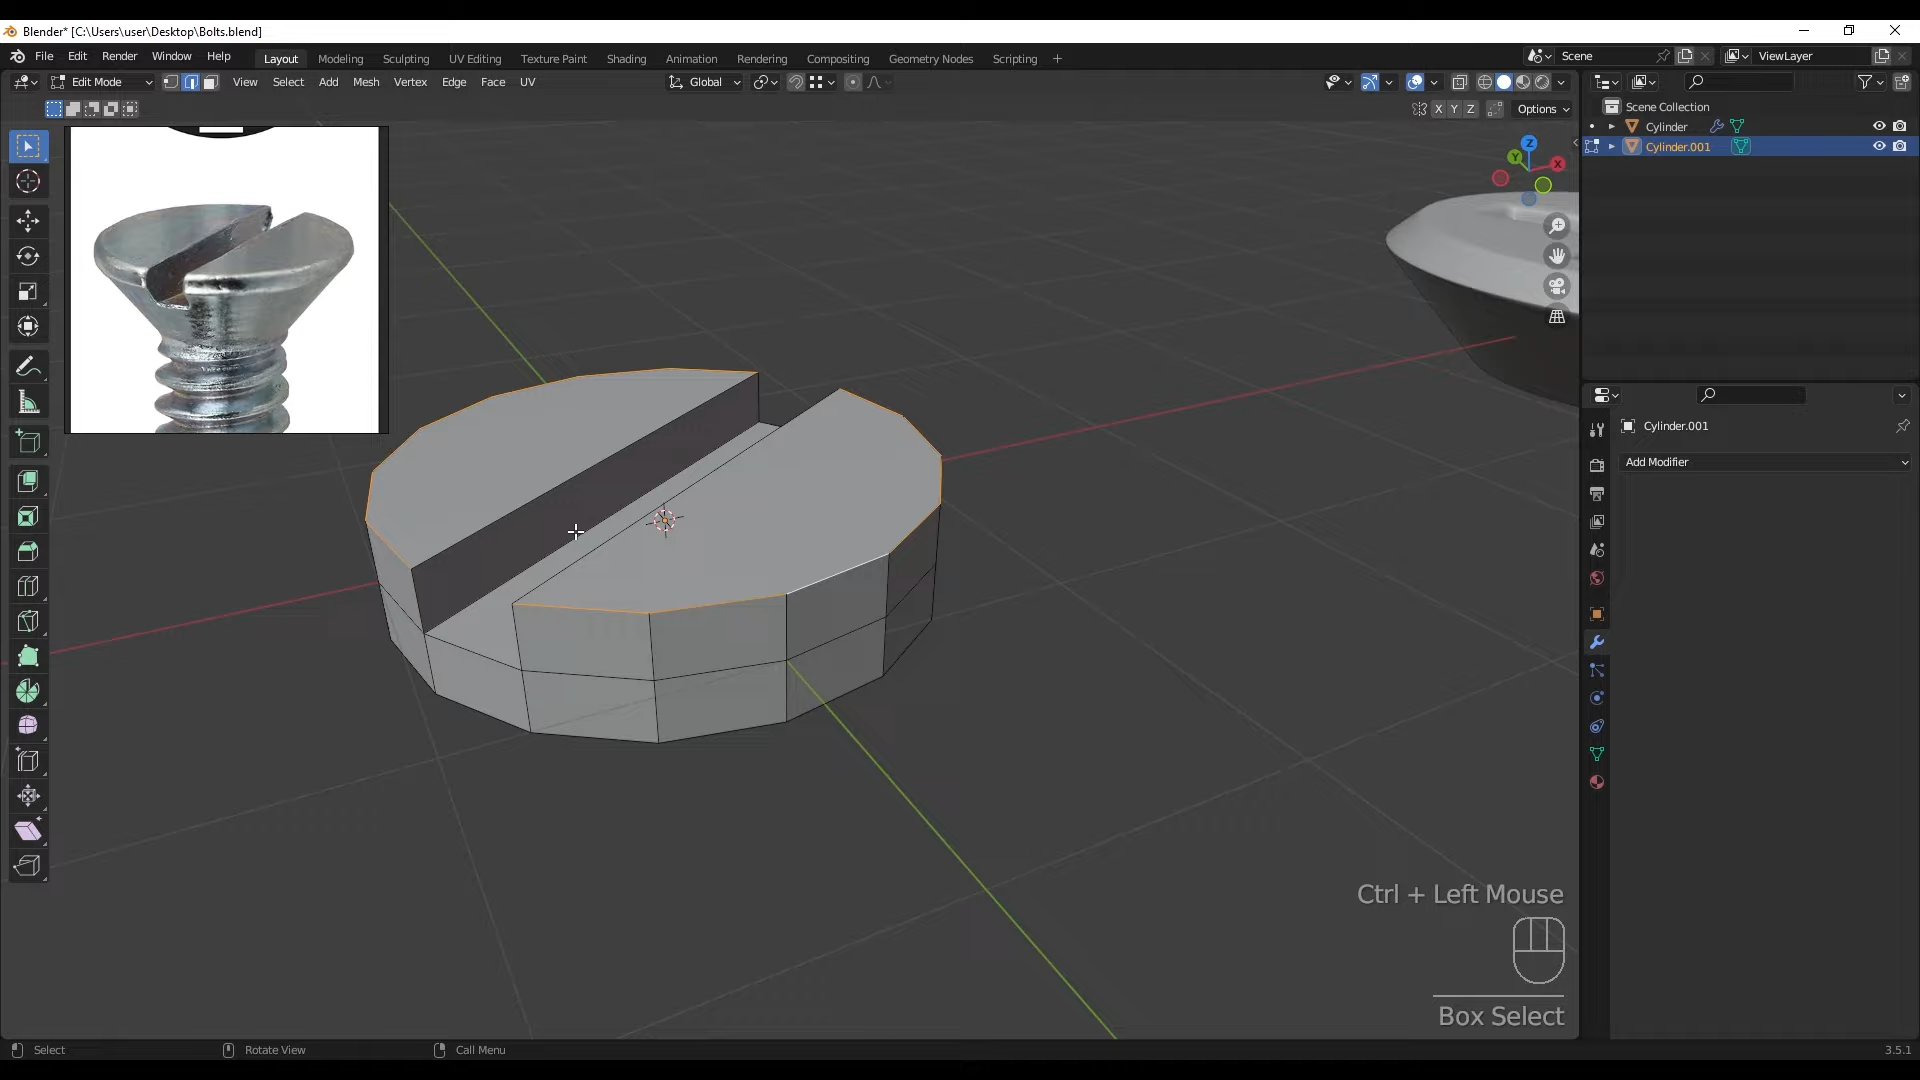 Blender* [C:\Users\user\Desktop\Bolts.blend]
File Edit Render Window Help Layout Modeling Sculpting UV Editing Texture Paint Shading Animation Rendering Compositing Geometry Nodes Scripting + Scene ViewLayer
Edit Mode View Select Add Mesh Vertex Edge Face UV Global
X Y Z Options
Scene Collection
Cylinder
Cylinder.001
Z
Y
X
Cylinder.001
Add Modifier
Ctrl + Left Mouse
Box Select
Select Rotate View Call Menu 3.5.1